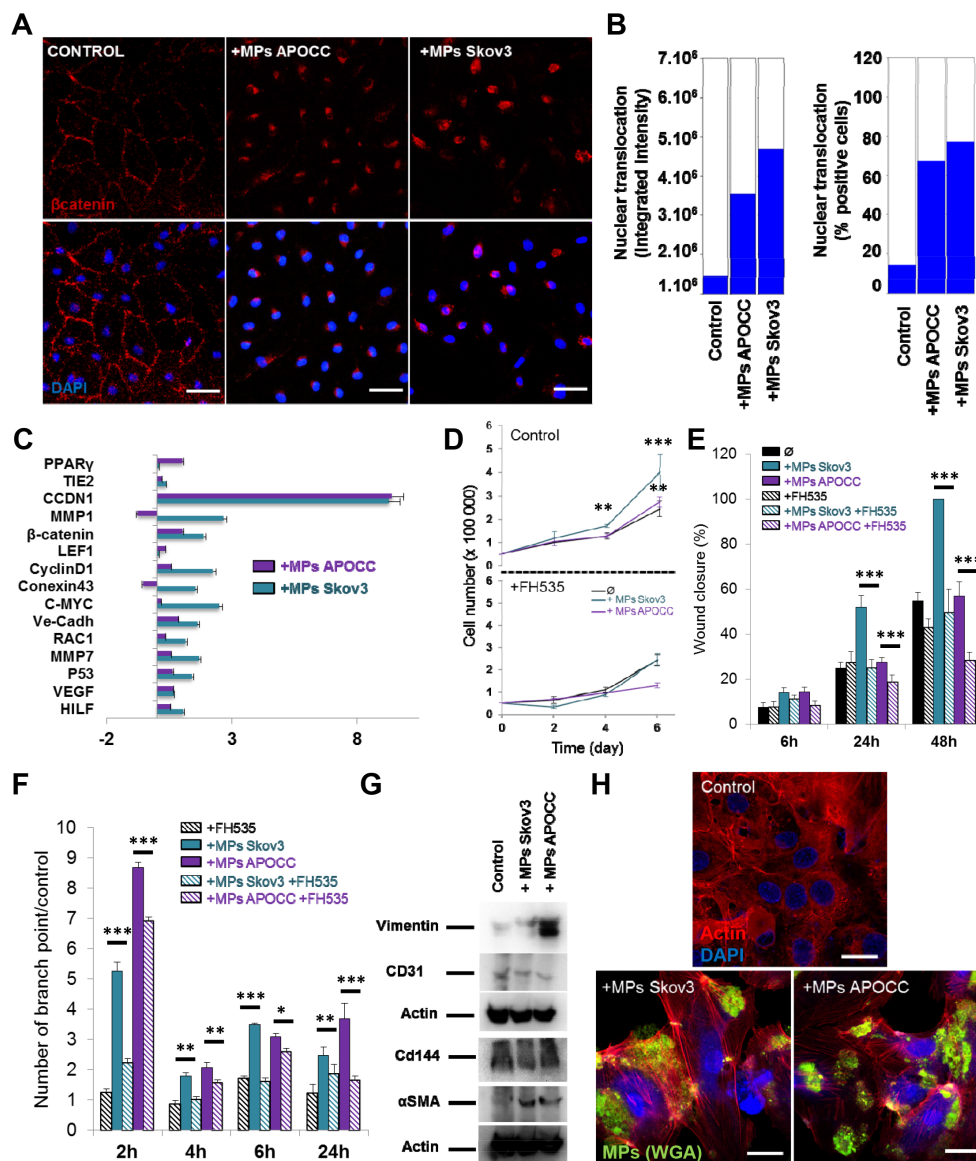 A
CONTROL
+MPs APOCC
+MPs Skov3
βcatenin
DAPI
B
Nuclear translocation
(Integrated Intensity)
7.10⁶
6.10⁶
5.10⁶
4.10⁶
3.10⁶
2.10⁶
1.10⁶
Control
+MPs APOCC
+MPs Skov3
Nuclear translocation
(% positive cells)
120
100
80
60
40
20
0
Control
+MPs APOCC
+MPs Skov3
C
PPARγ
TIE2
CCDN1
MMP1
β-catenin
LEF1
CyclinD1
Conexin43
C-MYC
Ve-Cadh
RAC1
MMP7
P53
VEGF
HILF
+MPs APOCC
+MPs Skov3
-2
3
8
D
Cell number (x 100 000)
6
5
4
3
2
1
0
Control
***
**
**
6
5
4
3
2
1
0
+FH535
Ø
+ MPs Skov3
+ MPs APOCC
0
2
4
6
Time (day)
E
Wound closure (%)
120
100
80
60
40
20
0
Ø
+MPs Skov3
+MPs APOCC
+FH535
+MPs Skov3 +FH535
+MPs APOCC +FH535
***
***
***
***
6h
24h
48h
F
Number of branch point/control
10
9
8
7
6
5
4
3
2
1
0
+FH535
+MPs Skov3
+MPs APOCC
+MPs Skov3 +FH535
+MPs APOCC +FH535
***
***
**
**
***
*
**
***
2h
4h
6h
24h
G
Control
+ MPs Skov3
+ MPs APOCC
Vimentin
CD31
Actin
Cd144
αSMA
Actin
H
Control
Actin
DAPI
+MPs Skov3
+MPs APOCC
MPs (WGA)